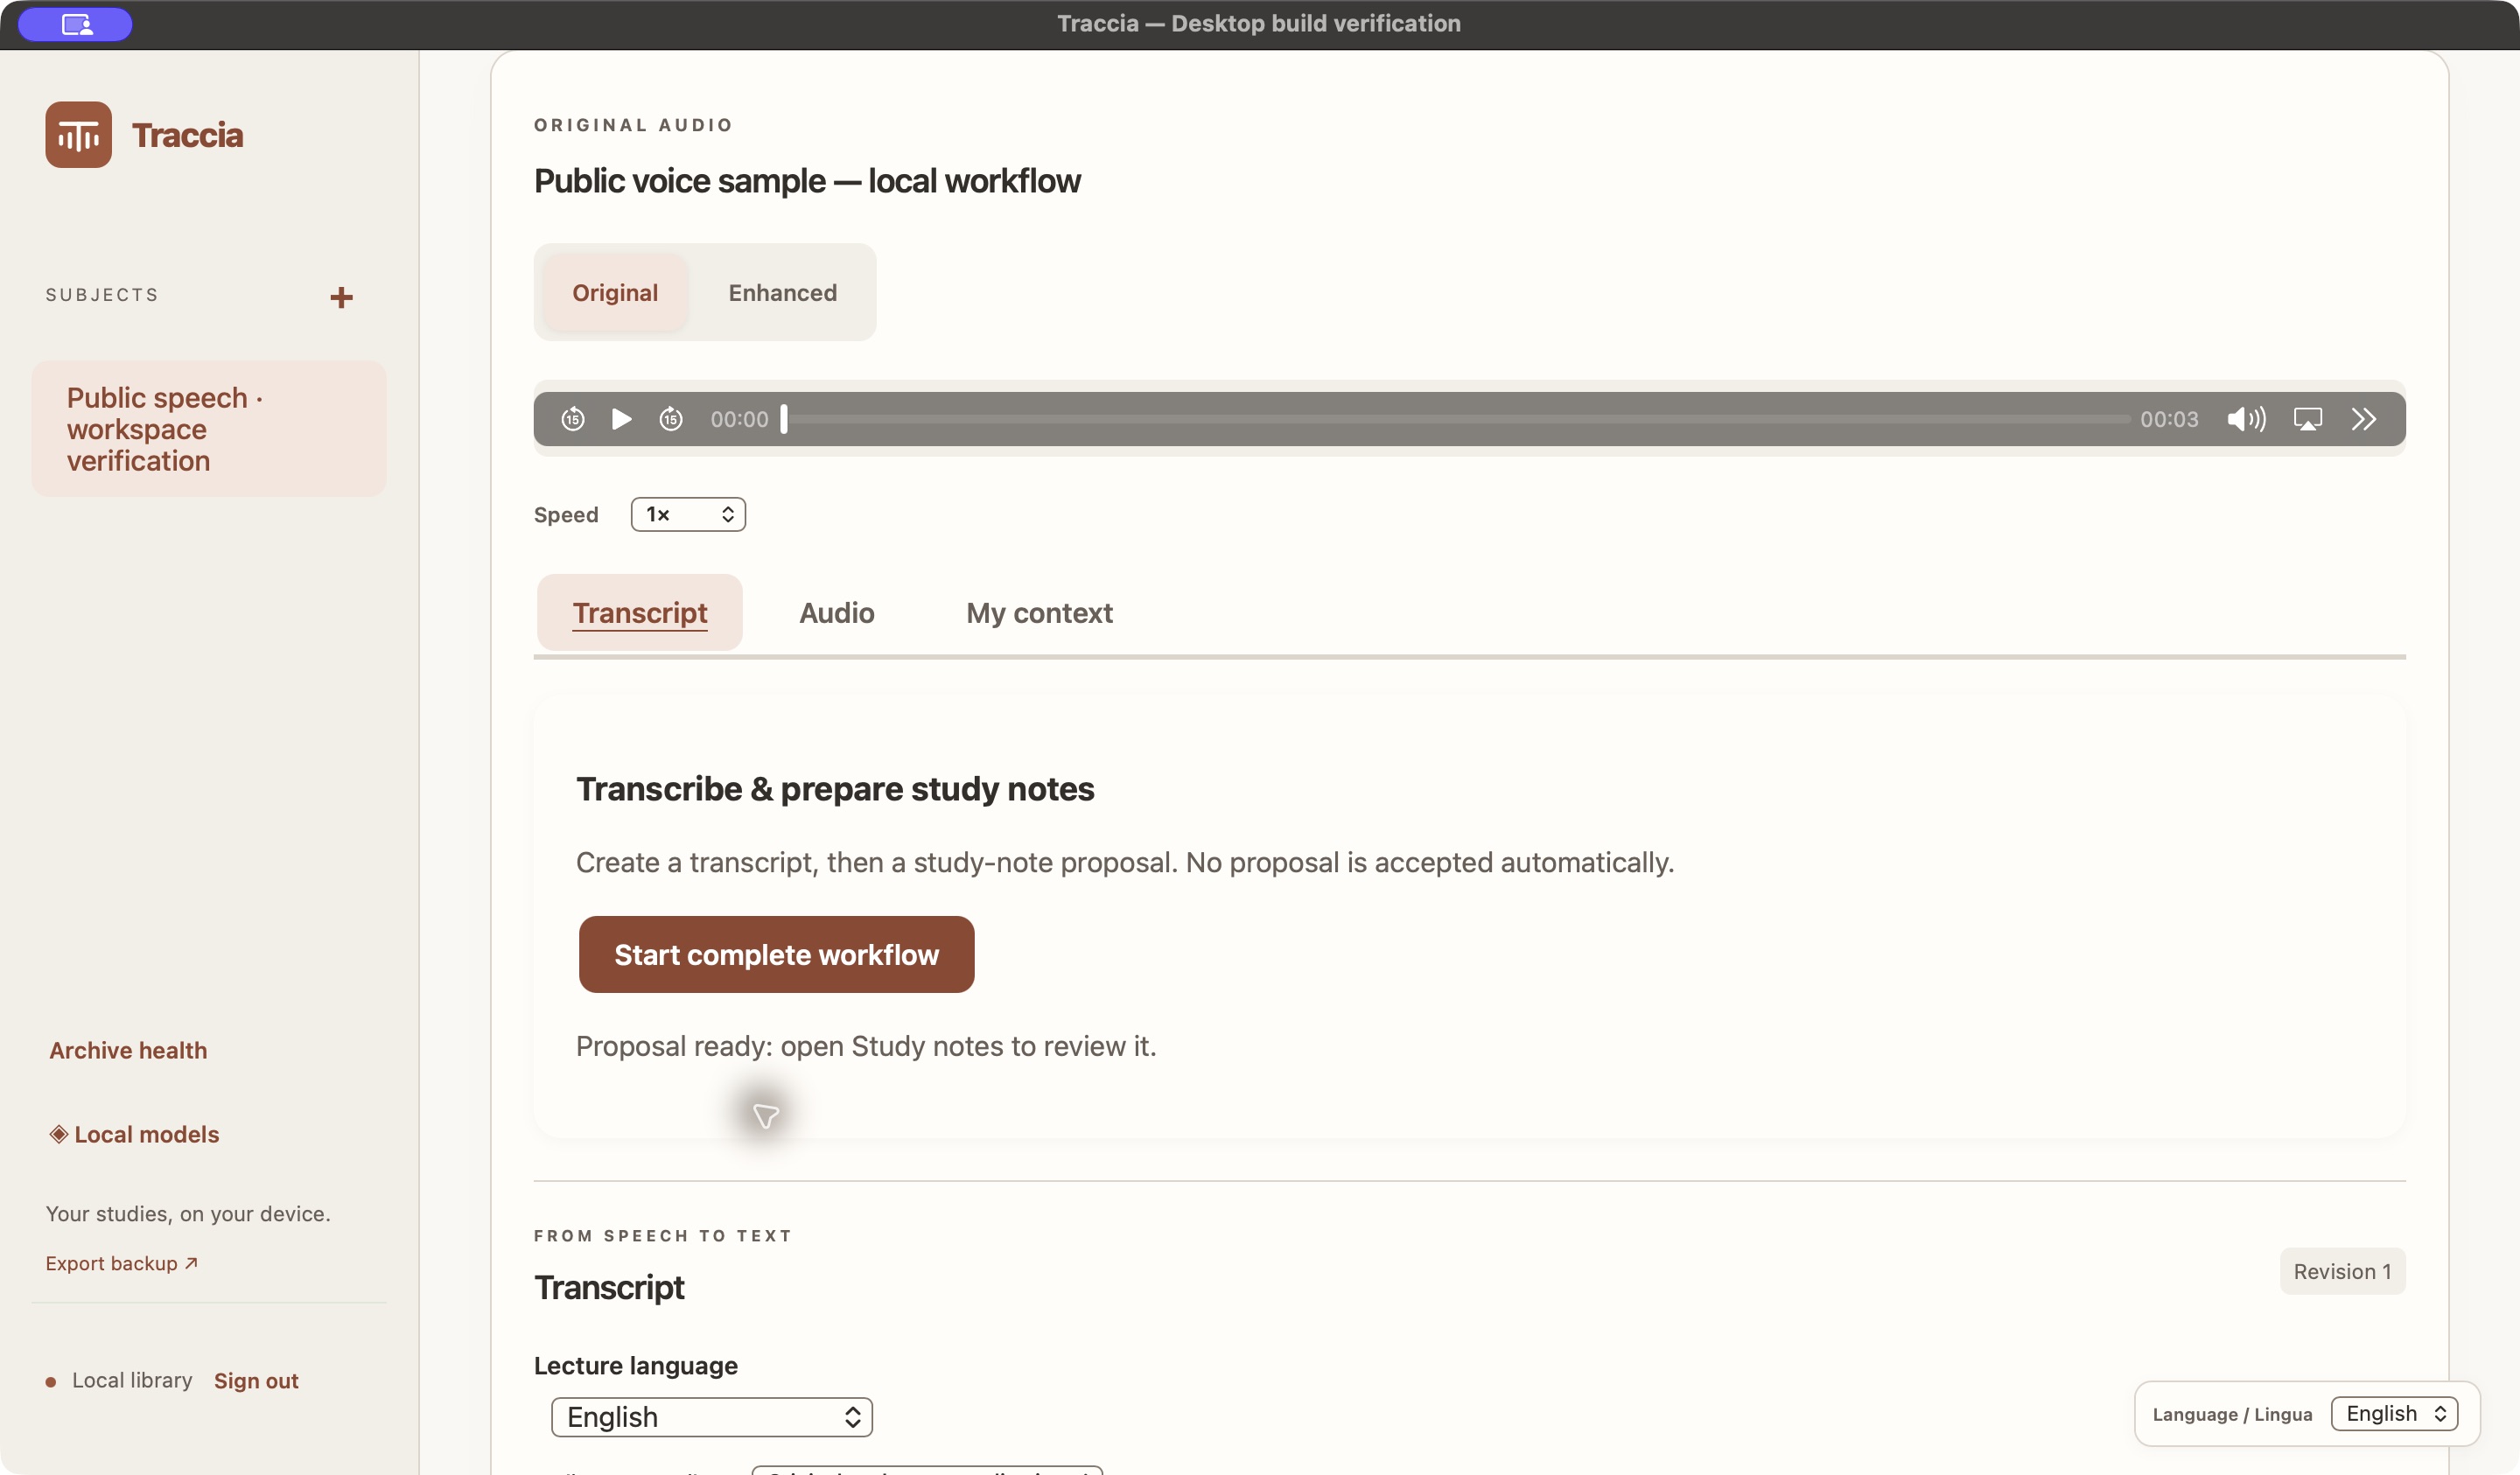 Traccia — Desktop build verification
Traccia
SUBJECTS
Public speech ·
workspace
verification
Archive health
Local models
Your studies, on your device.
Export backup ↗
Local library Sign out
ORIGINAL AUDIO
Public voice sample — local workflow
Original Enhanced
15 15 00:00 00:03
Speed 1×
Transcript Audio My context
Transcribe & prepare study notes
Create a transcript, then a study-note proposal. No proposal is accepted automatically.
Start complete workflow
Proposal ready: open Study notes to review it.
FROM SPEECH TO TEXT
Transcript
Revision 1
Lecture language
English
Language / Lingua English